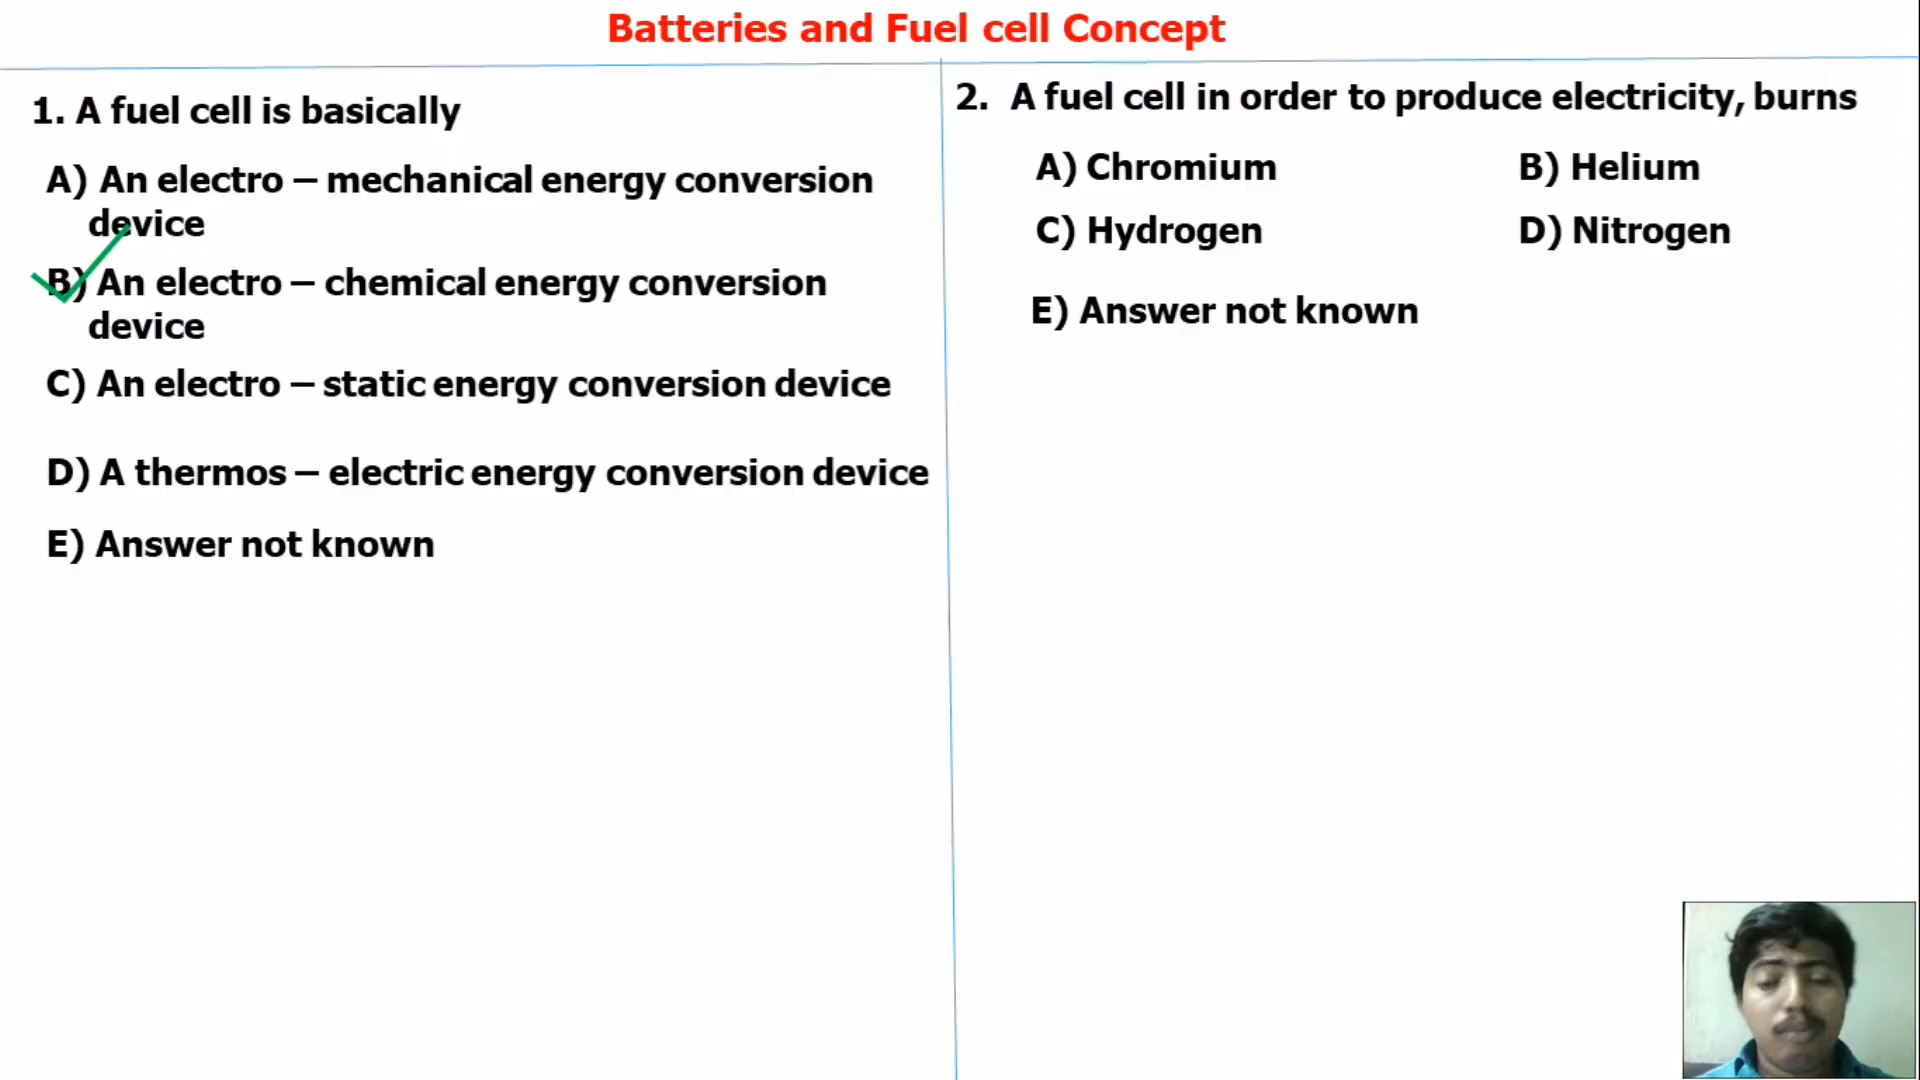 Batteries and Fuel cell Concept
1. A fuel cell is basically
A) An electro – mechanical energy conversion
device
B) An electro – chemical energy conversion
device
C) An electro – static energy conversion device
D) A thermos – electric energy conversion device
E) Answer not known
2. A fuel cell in order to produce electricity, burns
A) Chromium
B) Helium
C) Hydrogen
D) Nitrogen
E) Answer not known